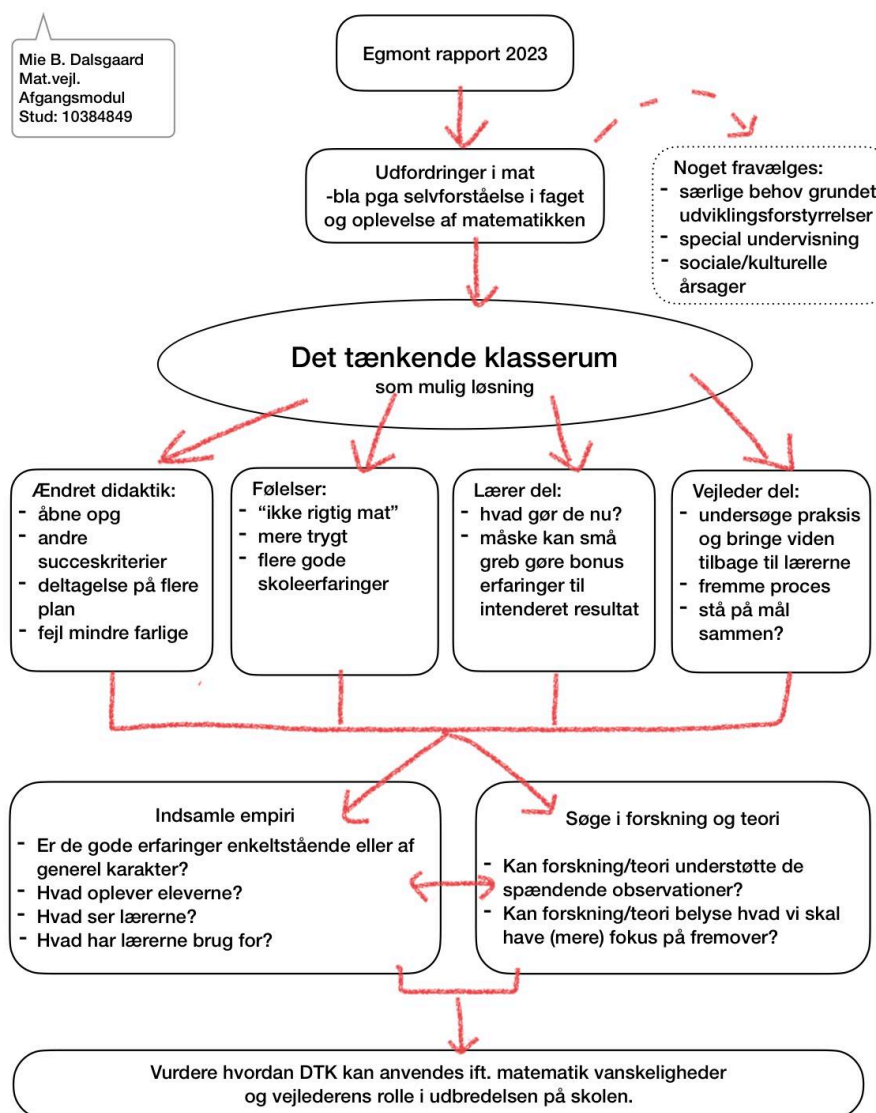 Mie B. Dalsgaard
Mat.vejl.
Afgangsmodul
Stud: 10384849
Egmont rapport 2023
Udfordringer i mat
-bla pga selvforståelse i faget
og oplevelse af matematikken
Noget fravælges:
- særlige behov grundet
udviklingsforstyrrelser
- special undervisning
- sociale/kulturelle
årsager
Det tænkende klasserum
som mulig løsning
Ændret didaktik:
- åbne opg
- andre
succeskriterier
- deltagelse på flere
plan
- fejl mindre farlige
Følelser:
- “ikke rigtig mat”
- mere trygt
- flere gode
skoleerfaringer
Lærer del:
- hvad gør de nu?
- måske kan små
greb gøre bonus
erfaringer til
intenderet resultat
Vejleder del:
- undersøge praksis
og bringe viden
tilbage til lærerne
- fremme proces
- stå på mål
sammen?
Indsamle empiri
- Er de gode erfaringer enkeltstående eller af
generel karakter?
- Hvad oplever eleverne?
- Hvad ser lærerne?
- Hvad har lærerne brug for?
Søge i forskning og teori
- Kan forskning/teori understøtte de
spændende observationer?
- Kan forskning/teori belyse hvad vi skal
have (mere) fokus på fremover?
Vurdere hvordan DTK kan anvendes ift. matematik vanskeligheder
og vejlederens rolle i udbredelsen på skolen.